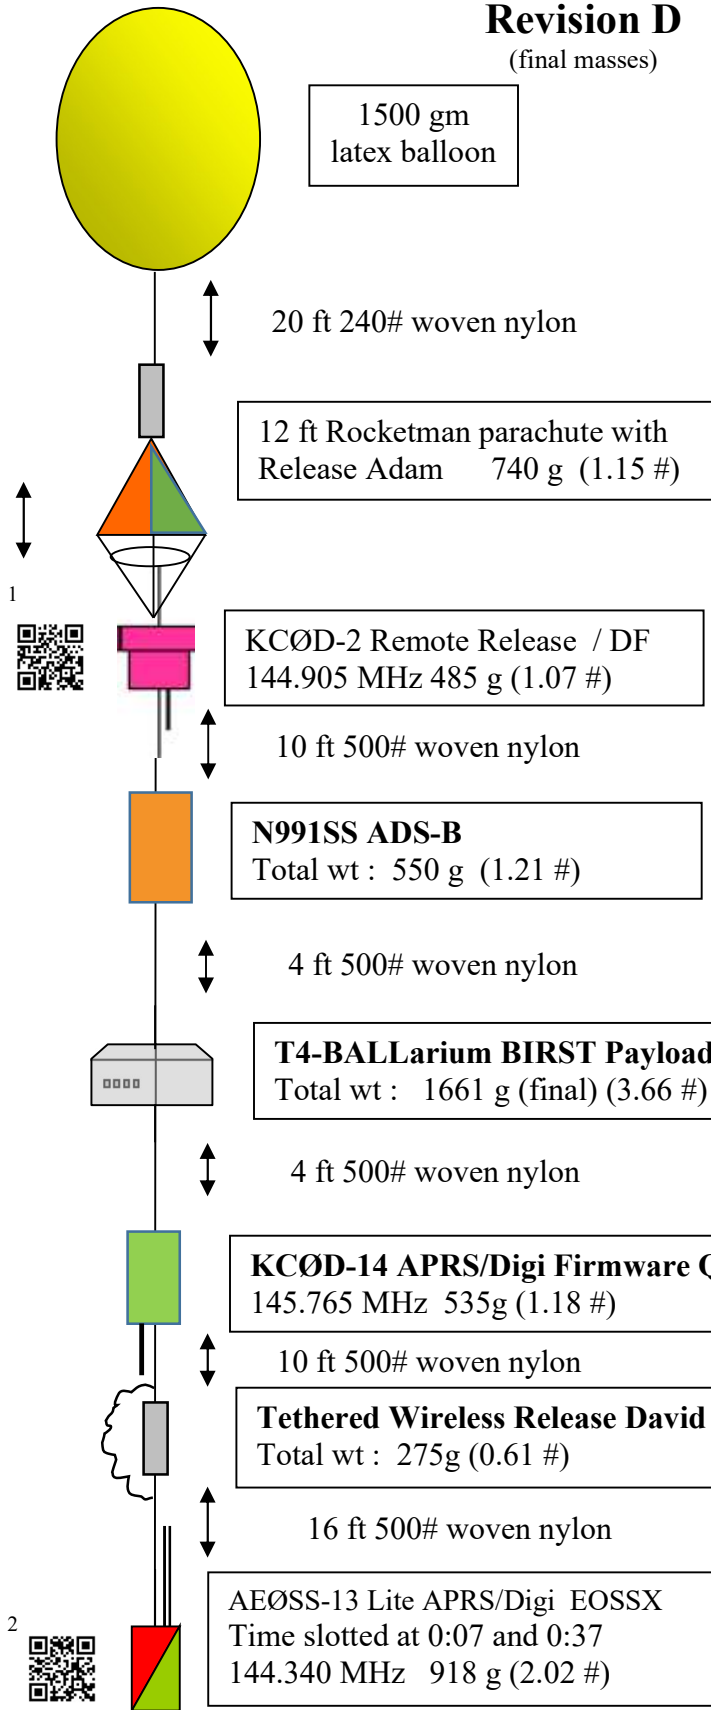 Revision D
(final masses)
1500 gm
latex balloon
20 ft 240# woven nylon
12 ft Rocketman parachute with
Release Adam 740 g (1.15 #)
1
KCØD-2 Remote Release / DF
144.905 MHz 485 g (1.07 #)
10 ft 500# woven nylon
N991SS ADS-B
Total wt : 550 g (1.21 #)
4 ft 500# woven nylon
T4-BALLarium BIRST Payload
Total wt : 1661 g (final) (3.66 #)
4 ft 500# woven nylon
KCØD-14 APRS/Digi Firmware
145.765 MHz 535g (1.18 #)
10 ft 500# woven nylon
Tethered Wireless Release David
Total wt : 275g (0.61 #)
16 ft 500# woven nylon
2
AEØSS-13 Lite APRS/Digi EOSSX
Time slotted at 0:07 and 0:37
144.340 MHz 918 g (2.02 #)